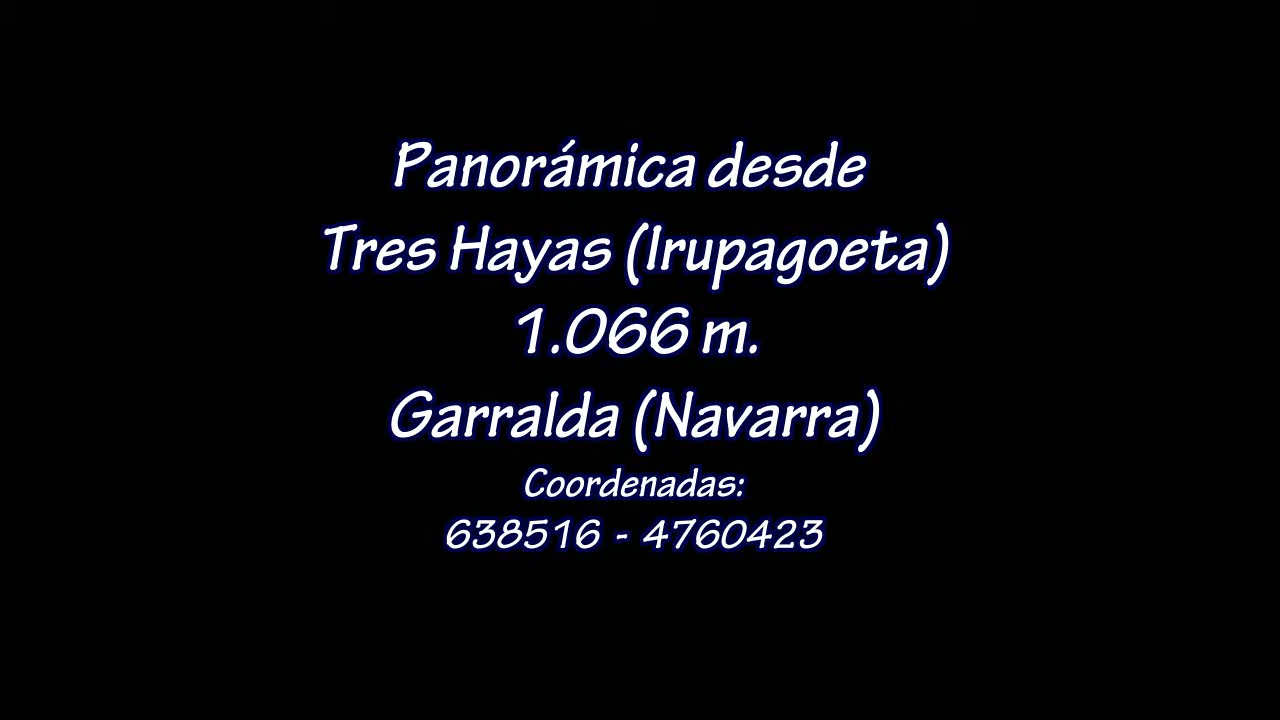 Panorámica desde
Tres Hayas (Irupagoeta)
1.066 m.
Garralda (Navarra)
Coordenadas:
638516 - 4760423